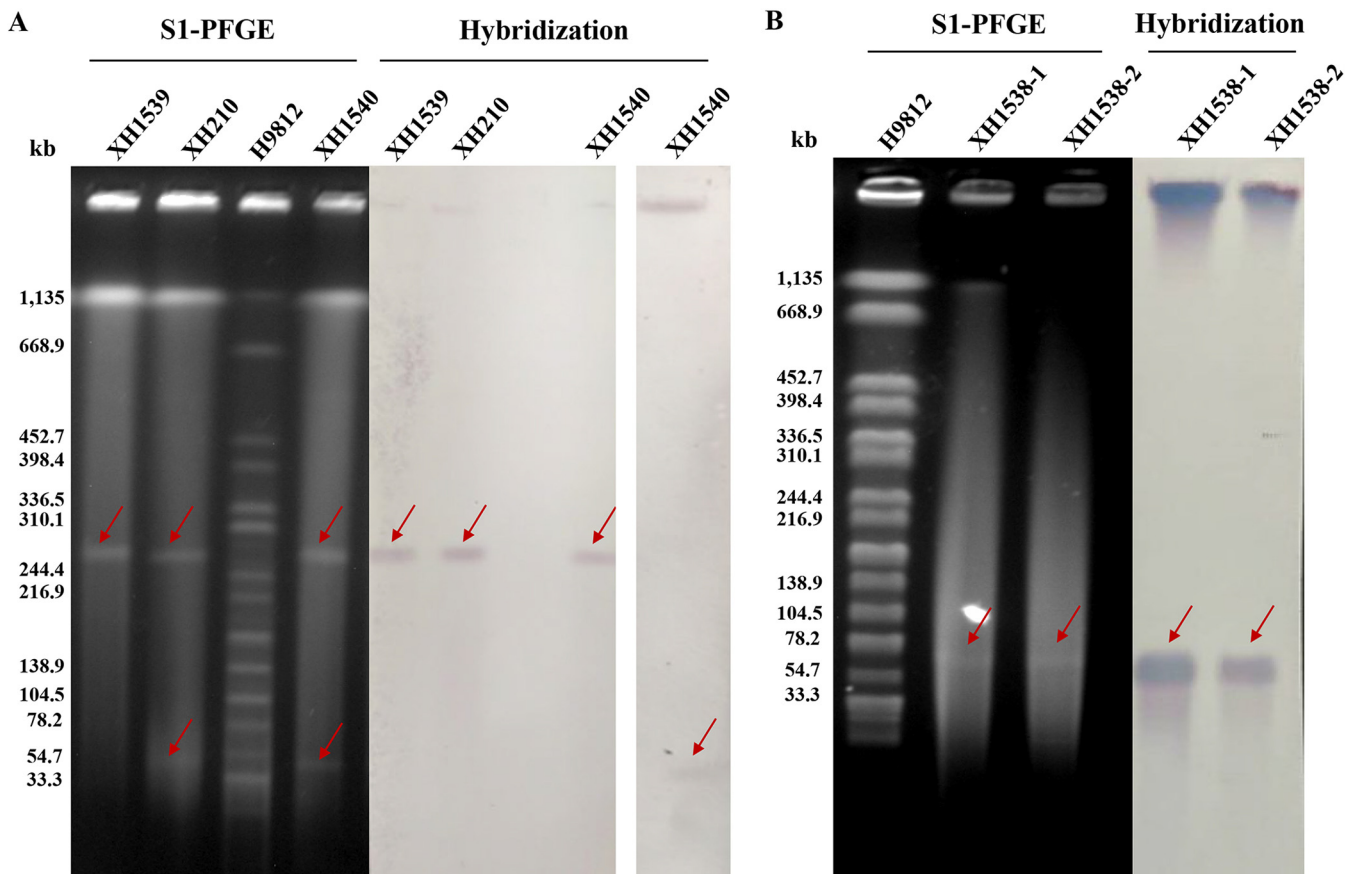 A
S1-PFGE
Hybridization
XH1539
XH210
H9812
XH1540
XH1539
XH210
XH1540
XH1540
kb
1,135
668.9
452.7
398.4
336.5
310.1
244.4
216.9
138.9
104.5
78.2
54.7
33.3
B
S1-PFGE
Hybridization
H9812
XH1538-1
XH1538-2
XH1538-1
XH1538-2
kb
1,135
668.9
452.7
398.4
336.5
310.1
244.4
216.9
138.9
104.5
78.2
54.7
33.3